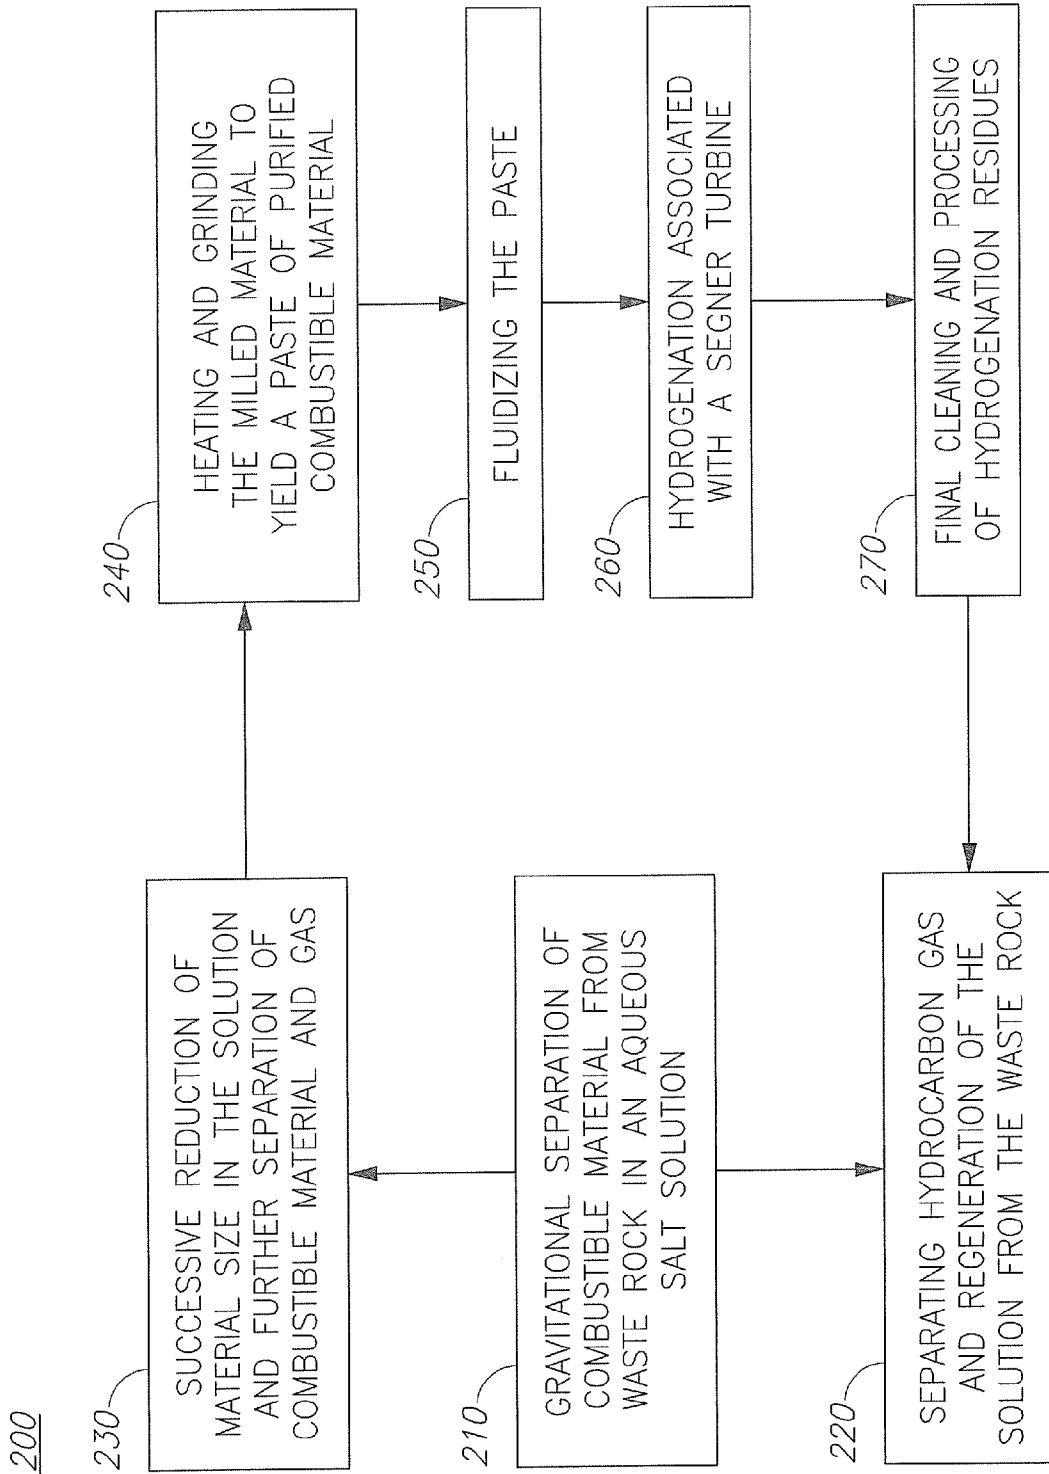 200
230
SUCCESSIVE REDUCTION OF
MATERIAL SIZE IN THE SOLUTION
AND FURTHER SEPARATION OF
COMBUSTIBLE MATERIAL AND GAS
210
GRAVITATIONAL SEPARATION OF
COMBUSTIBLE MATERIAL FROM
WASTE ROCK IN AN AQUEOUS
SALT SOLUTION
220
SEPARATING HYDROCARBON GAS
AND REGENERATION OF THE
SOLUTION FROM THE WASTE ROCK
240
HEATING AND GRINDING
THE MILLED MATERIAL TO
YIELD A PASTE OF PURIFIED
COMBUSTIBLE MATERIAL
250
FLUIDIZING THE PASTE
260
HYDROGENATION ASSOCIATED
WITH A SEGNER TURBINE
270
FINAL CLEANING AND PROCESSING
OF HYDROGENATION RESIDUES